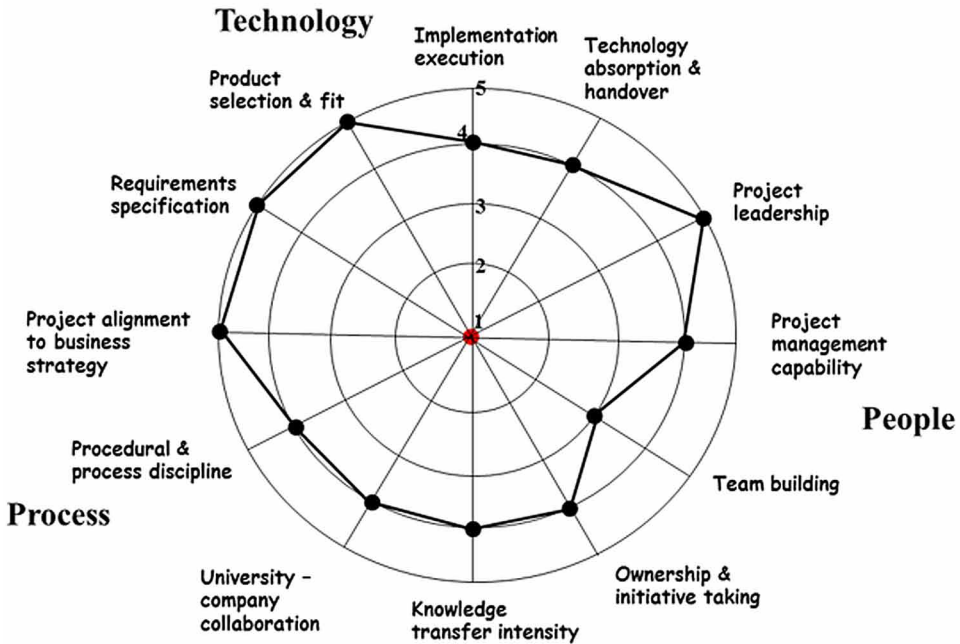 Technology
Implementation
execution
Technology
absorption &
handover
Product
selection & fit
5
4
Requirements
specification
3
Project
leadership
2
1
Project alignment
to business
strategy
Project
management
capability
People
Procedural &
process discipline
Team building
Process
University –
company
collaboration
Knowledge
transfer intensity
Ownership &
initiative taking